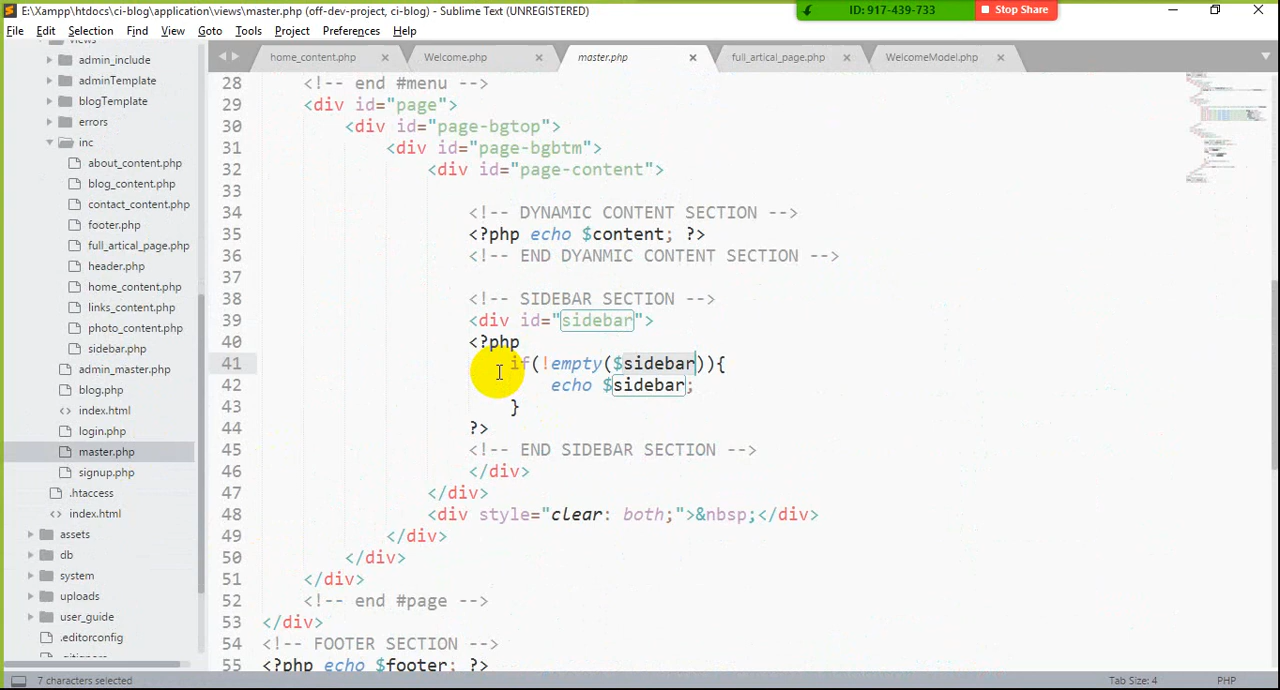 E:\Xampp\htdocs\ci-blog\application\views\master.php (off-dev-project, ci-blog) - Sublime Text (UNREGISTERED)
ID: 917-439-733
Stop Share
File Edit Selection Find View Goto Tools Project Preferences Help
home_content.php
Welcome.php
master.php
full_artical_page.php
WelcomeModel.php
views
admin_include
adminTemplate
blogTemplate
errors
inc
about_content.php
blog_content.php
contact_content.php
footer.php
full_artical_page.php
header.php
home_content.php
links_content.php
photo_content.php
sidebar.php
admin_master.php
blog.php
index.html
login.php
master.php
signup.php
.htaccess
index.html
assets
db
system
uploads
user_guide
.editorconfig
.gitignore
28 <!-- end #menu -->
29 <div id="page">
30 <div id="page-bgtop">
31 <div id="page-bgbtm">
32 <div id="page-content">
33
34 <!-- DYNAMIC CONTENT SECTION -->
35 <?php echo $content; ?>
36 <!-- END DYANMIC CONTENT SECTION -->
37
38 <!-- SIDEBAR SECTION -->
39 <div id="sidebar">
40 <?php
41 if(!empty($sidebar)){
42 echo $sidebar;
43 }
44 ?>
45 <!-- END SIDEBAR SECTION -->
46 </div>
47 </div>
48 <div style="clear: both;">&nbsp;</div>
49 </div>
50 </div>
51 </div>
52 <!-- end #page -->
53 </div>
54 <!-- FOOTER SECTION -->
55 <?php echo $footer; ?>
7 characters selected
Tab Size: 4
PHP